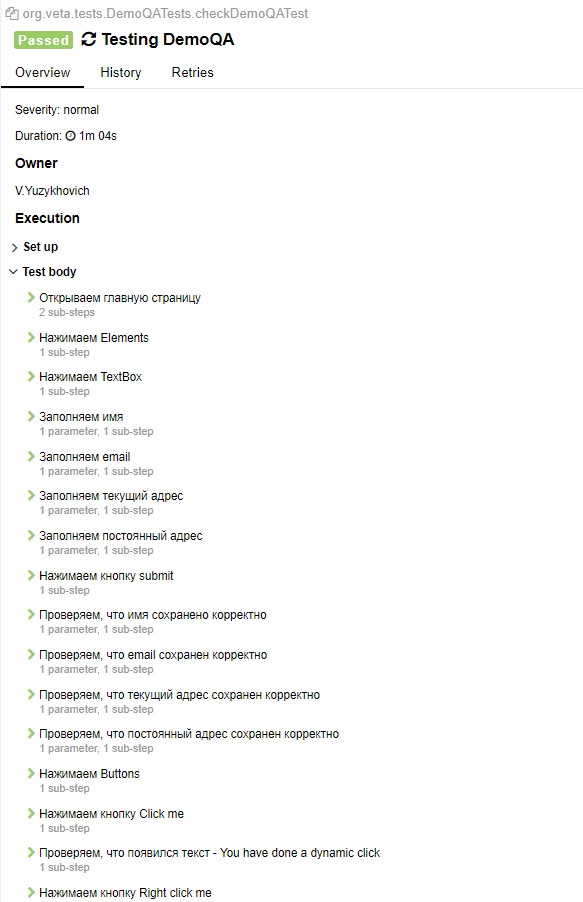 org.veta.tests.DemoQATests.checkDemoQATest
Passed Testing DemoQA
Overview History Retries
Severity: normal
Duration: 1m 04s
Owner
V.Yuzykhovich
Execution
Set up
Test body
Открываем главную страницу
2 sub-steps
Нажимаем Elements
1 sub-step
Нажимаем TextBox
1 sub-step
Заполняем имя
1 parameter, 1 sub-step
Заполняем email
1 parameter, 1 sub-step
Заполняем текущий адрес
1 parameter, 1 sub-step
Заполняем постоянный адрес
1 parameter, 1 sub-step
Нажимаем кнопку submit
1 sub-step
Проверяем, что имя сохранено корректно
1 parameter, 1 sub-step
Проверяем, что email сохранен корректно
1 parameter, 1 sub-step
Проверяем, что текущий адрес сохранен корректно
1 parameter, 1 sub-step
Проверяем, что постоянный адрес сохранен корректно
1 parameter, 1 sub-step
Нажимаем Buttons
1 sub-step
Нажимаем кнопку Click me
1 sub-step
Проверяем, что появился текст - You have done a dynamic click
1 sub-step
Нажимаем кнопку Right click me